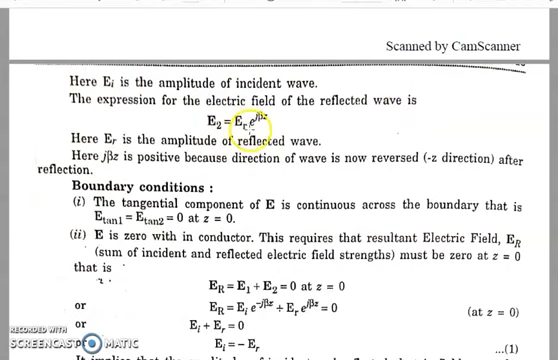 Scanned by CamScanner
Here Eᵢ is the amplitude of incident wave.
The expression for the electric field of the reflected wave is
E₂ = Eᵣ e^{jβz}
Here Eᵣ is the amplitude of reflected wave.
Here jβz is positive because direction of wave is now reversed (-z direction) after
reflection.
Boundary conditions :
(i) The tangential component of E is continuous across the boundary that is
E_{tan1} = E_{tan2} = 0 at z = 0.
(ii) E is zero with in conductor. This requires that resultant Electric Field, E_R
(sum of incident and reflected electric field strengths) must be zero at z = 0
that is
E_R = E₁ + E₂ = 0 at z = 0
or E_R = Eᵢ e^{-jβz} + Eᵣ e^{jβz} = 0 (at z = 0)
or Eᵢ + Eᵣ = 0
Eᵢ = – Eᵣ ...(1)
RECORDED WITH
SCREENCAST MATIC